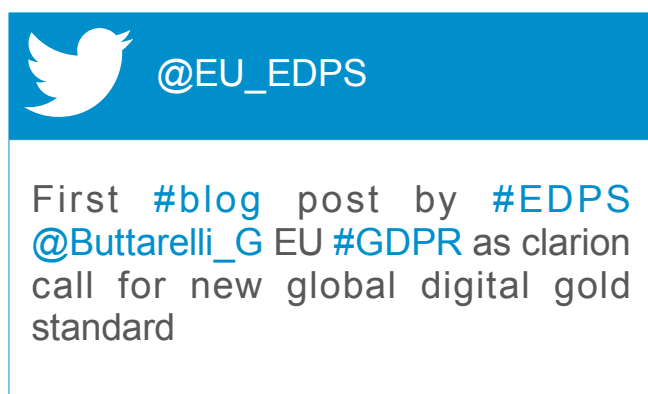 @EU_EDPS
First #blog post by #EDPS
@Buttarelli_G EU #GDPR as clarion
call for new global digital gold
standard